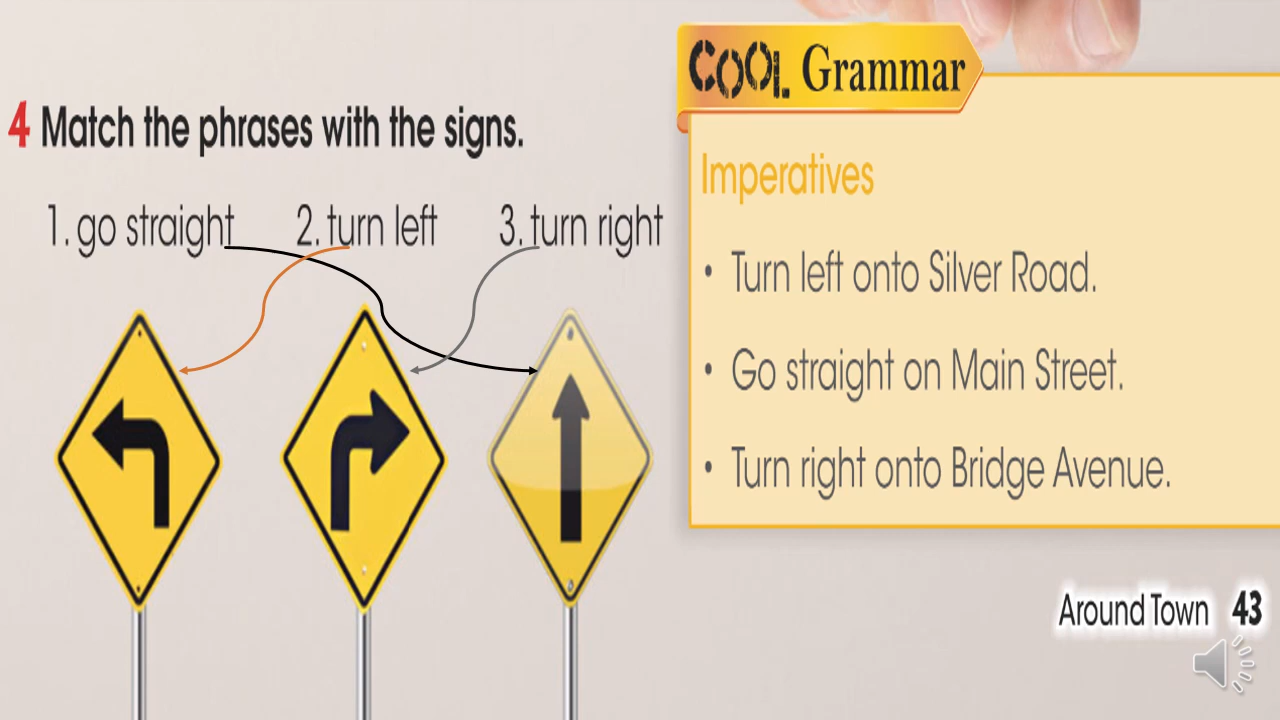 4 Match the phrases with the signs.
1. go straight 2. turn left 3. turn right
COOL Grammar
Imperatives
• Turn left onto Silver Road.
• Go straight on Main Street.
• Turn right onto Bridge Avenue.
Around Town 43